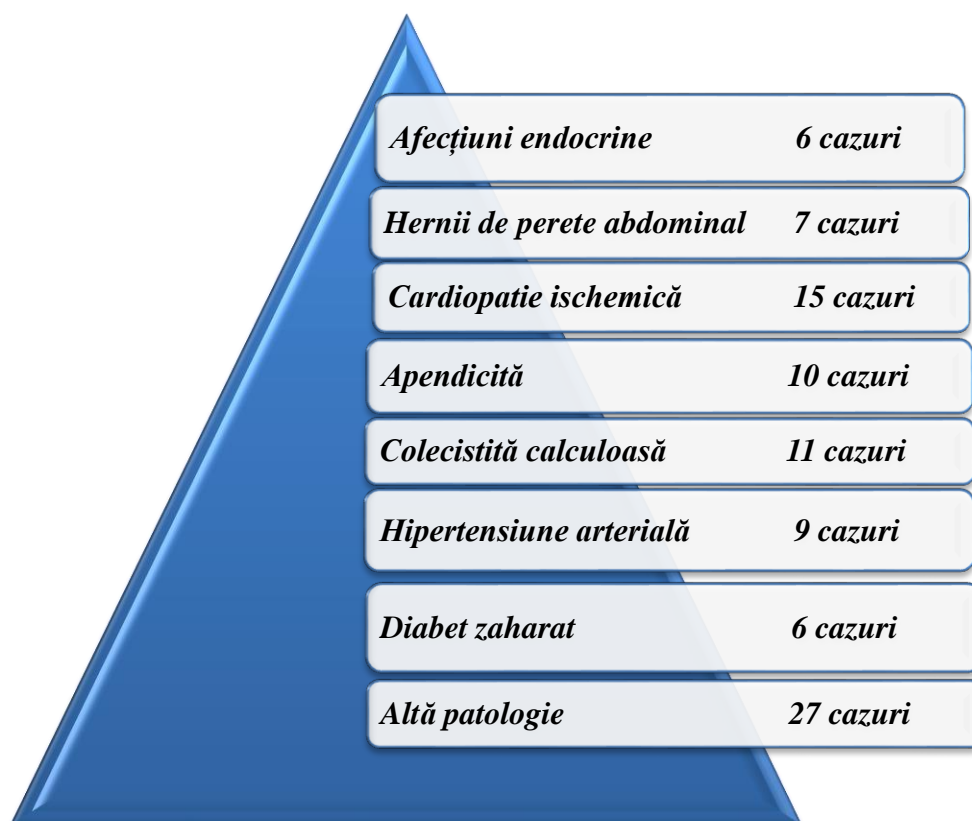 Afecțiuni endocrine 6 cazuri
Hernii de perete abdominal 7 cazuri
Cardiopatie ischemică 15 cazuri
Apendicită 10 cazuri
Colecistită calculoasă 11 cazuri
Hipertensiune arterială 9 cazuri
Diabet zaharat 6 cazuri
Altă patologie 27 cazuri